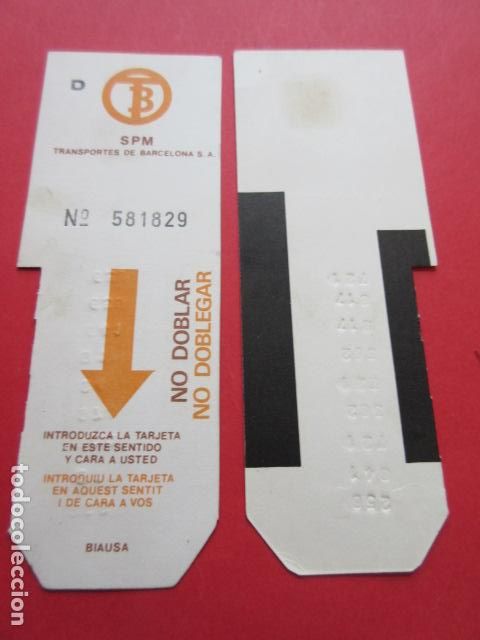 D
TB
SPM
TRANSPORTES DE BARCELONA S.A.
Nº 581829
NO DOBLAR
NO DOBLEGAR
INTRODUZCA LA TARJETA
EN ESTE SENTIDO
Y CARA A USTED
INTRODUIU LA TARJETA
EN AQUEST SENTIT
I DE CARA A VOS
BIAUSA
todocoleccion